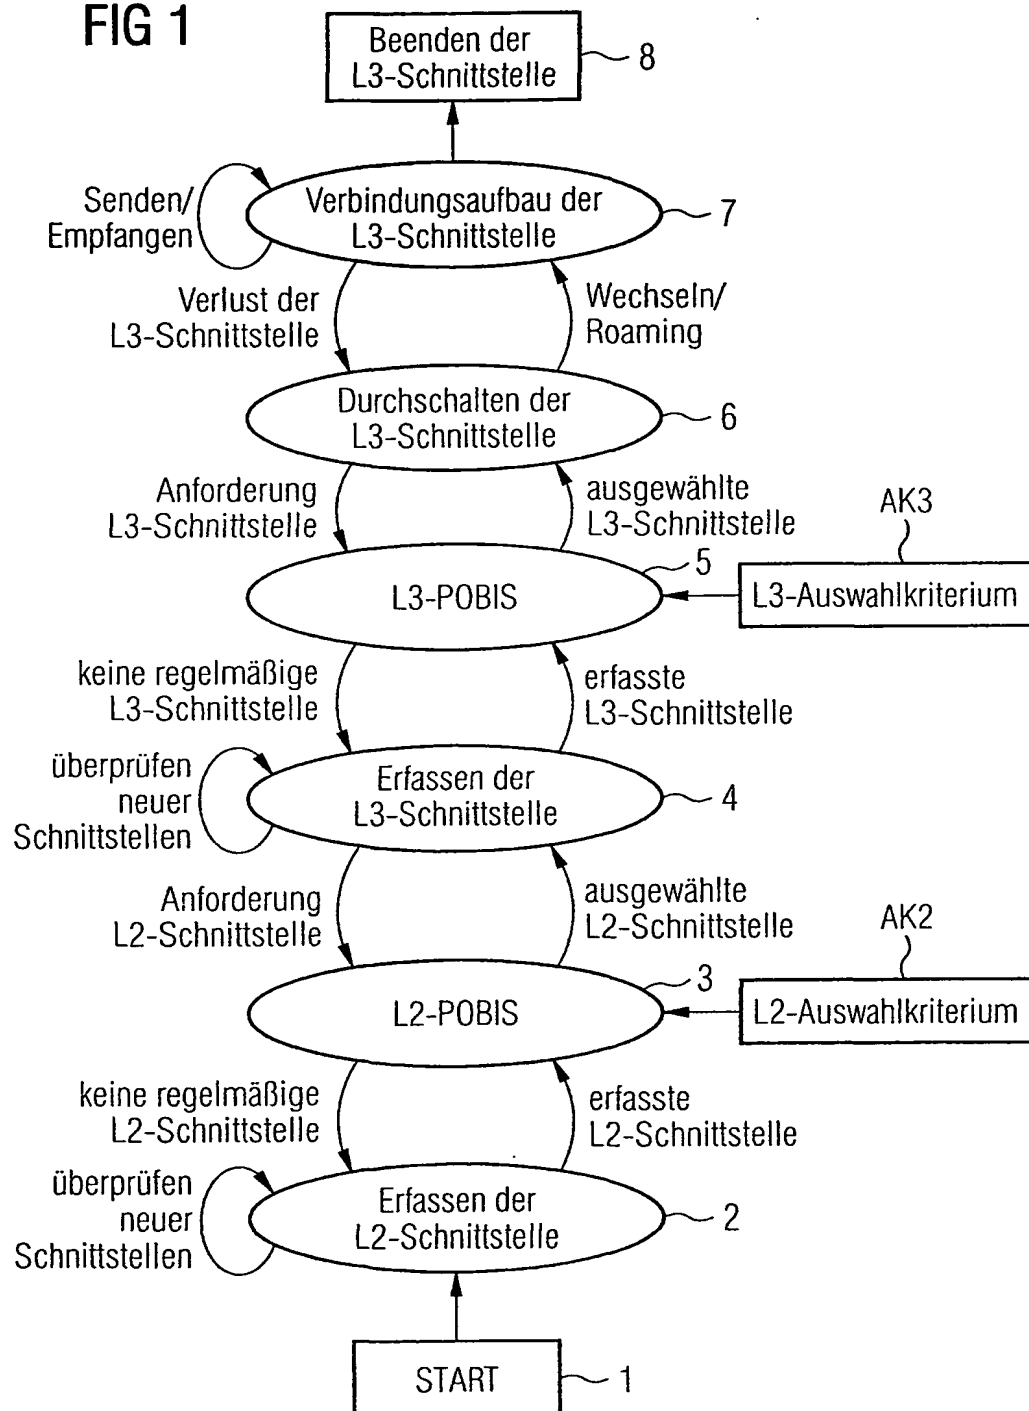 FIG 1
Beenden der
L3-Schnittstelle
8
Senden/
Empfangen
Verbindungsaufbau der
L3-Schnittstelle
7
Verlust der
L3-Schnittstelle
Wechseln/
Roaming
Durchschalten der
L3-Schnittstelle
6
Anforderung
L3-Schnittstelle
ausgewählte
L3-Schnittstelle
AK3
5
L3-POBIS
L3-Auswahlkriterium
keine regelmäßige
L3-Schnittstelle
erfasste
L3-Schnittstelle
überprüfen
neuer
Schnittstellen
Erfassen der
L3-Schnittstelle
4
Anforderung
L2-Schnittstelle
ausgewählte
L2-Schnittstelle
AK2
3
L2-POBIS
L2-Auswahlkriterium
keine regelmäßige
L2-Schnittstelle
erfasste
L2-Schnittstelle
überprüfen
neuer
Schnittstellen
Erfassen der
L2-Schnittstelle
2
START
1